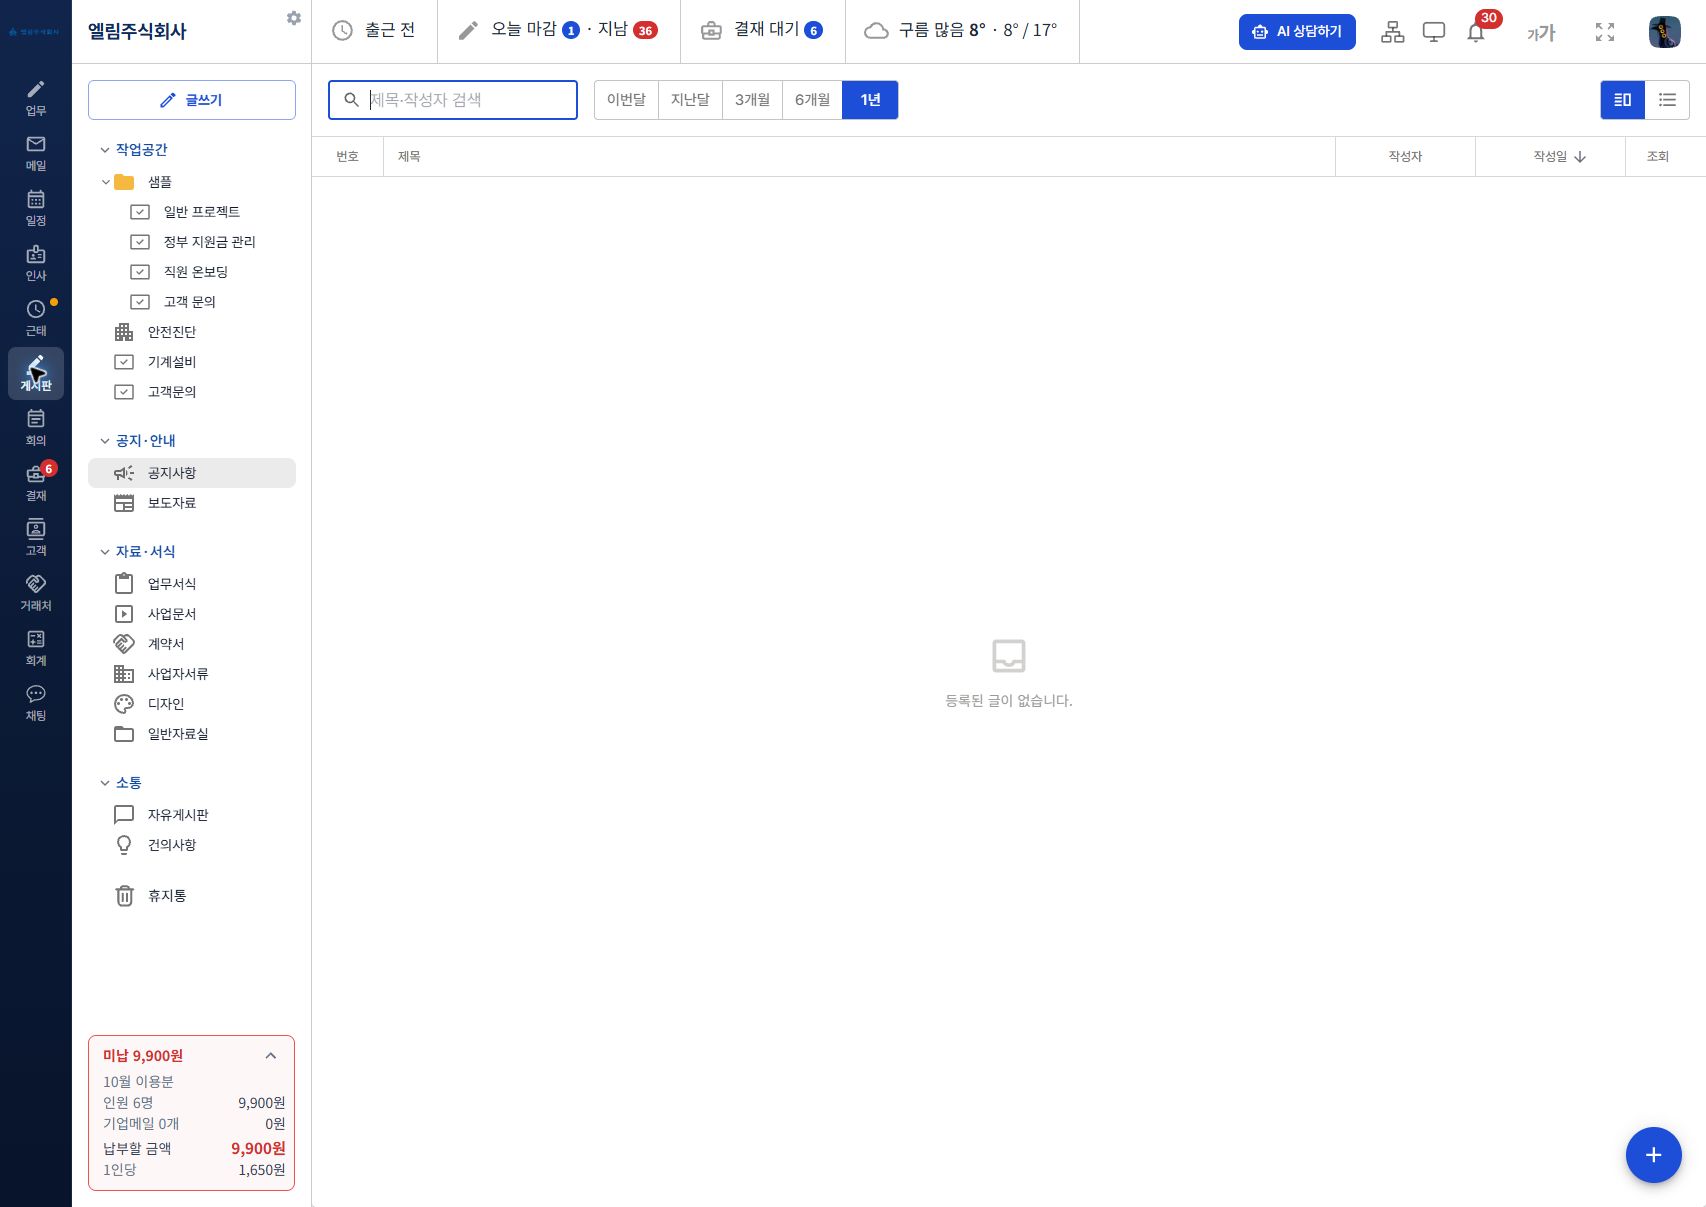 엘림주식회사
엘림주식회사
출근 전
오늘 마감 1 · 지남 36
결재 대기 6
구름 많음 8° · 8° / 17°
AI 상담하기
30
가가
업무
메일
일정
인사
근태
게시판
회의
6
결재
고객
거래처
회계
채팅
글쓰기
작업공간
샘플
일반 프로젝트
정부 지원금 관리
직원 온보딩
고객 문의
안전진단
기계설비
고객문의
공지·안내
공지사항
보도자료
자료·서식
업무서식
사업문서
계약서
사업자서류
디자인
일반자료실
소통
자유게시판
건의사항
휴지통
미납 9,900원
10월 이용분
인원 6명 9,900원
기업메일 0개 0원
납부할 금액 9,900원
1인당 1,650원
제목·작성자 검색
이번달 지난달 3개월 6개월 1년
번호 제목 작성자 작성일 조회
등록된 글이 없습니다.